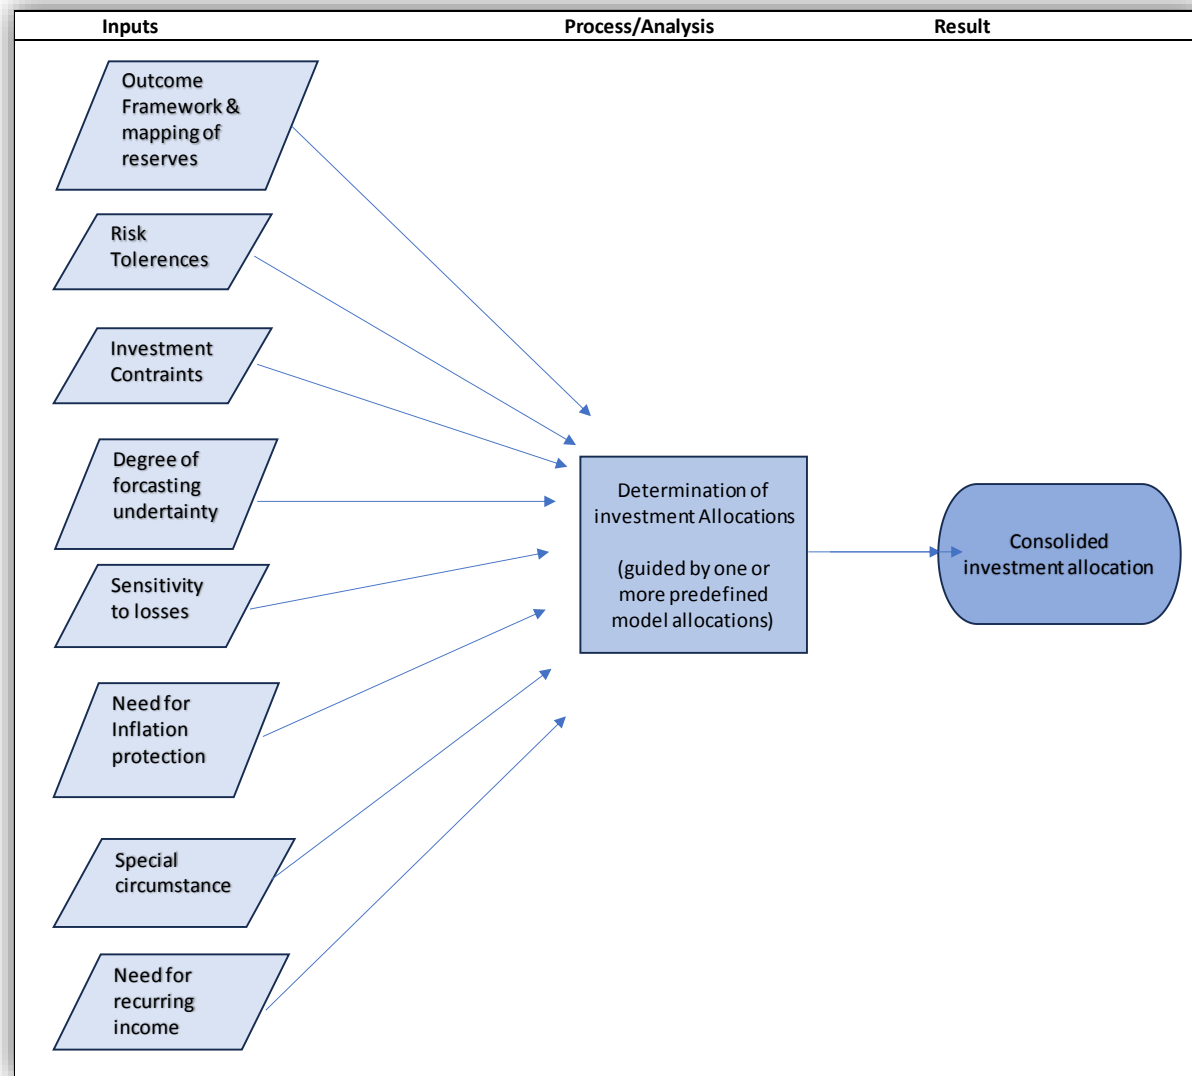 Inputs
Process/Analysis
Result
Outcome
Framework &
mapping of
reserves
Risk
Tolerences
Investment
Contraints
Degree of
forcasting
undertainty
Sensitivity
to losses
Need for
Inflation
protection
Special
circumstance
Need for
recurring
income
Determination of
investment Allocations
(guided by one or
more predefined
model allocations)
Consolided
investment allocation